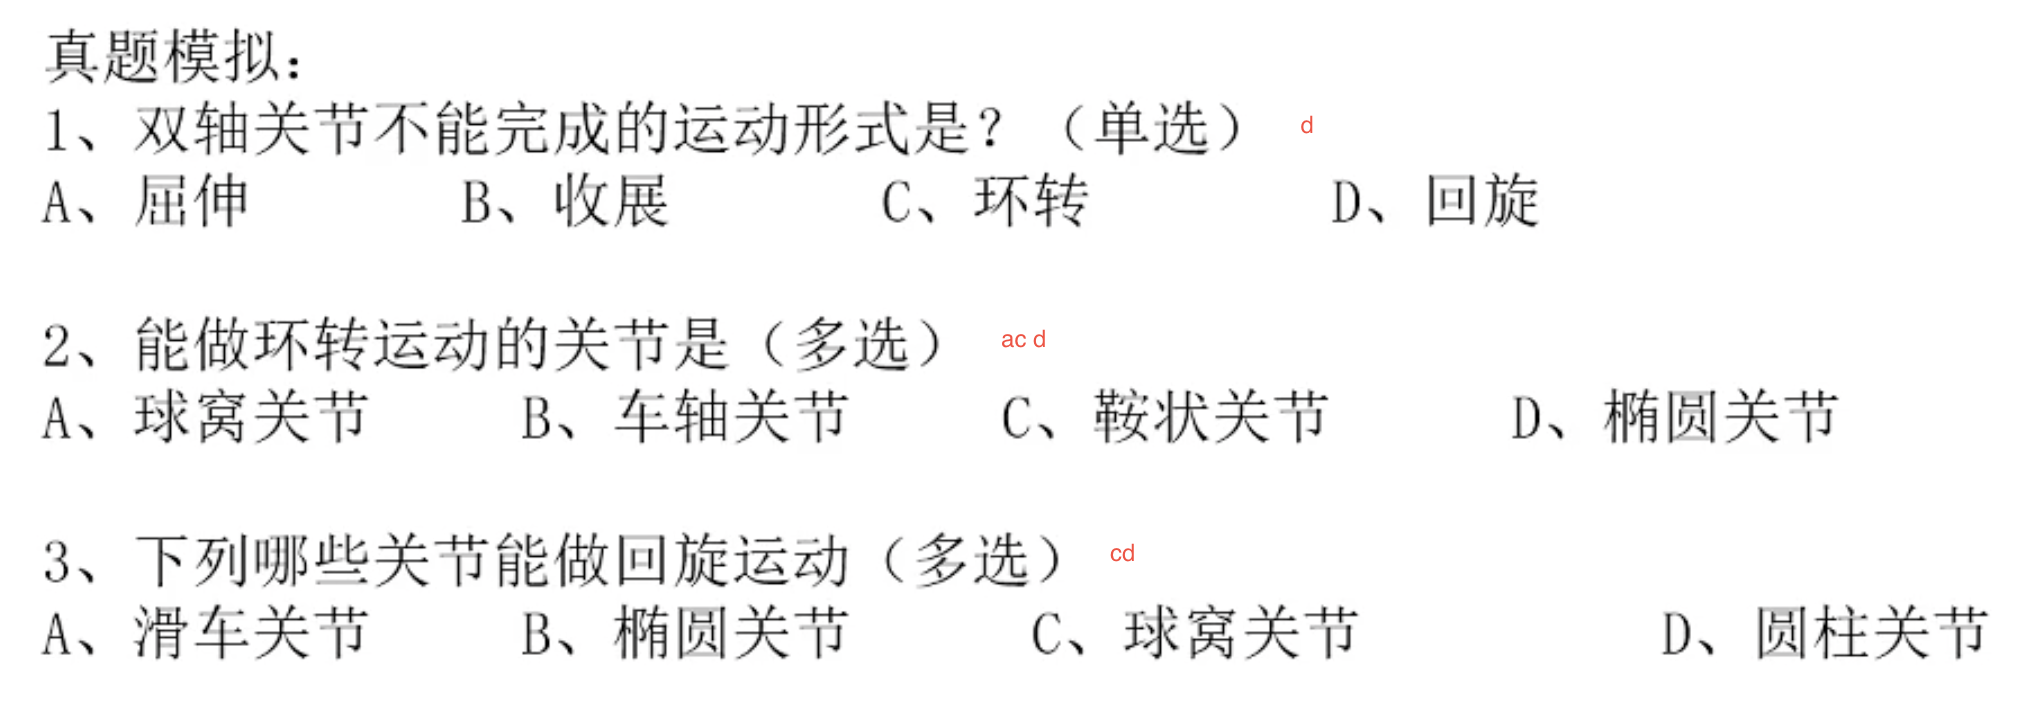 真题模拟：
1、双轴关节不能完成的运动形式是？（单选） d
A、屈伸 B、收展 C、环转 D、回旋
2、能做环转运动的关节是（多选） ac d
A、球窝关节 B、车轴关节 C、鞍状关节 D、椭圆关节
3、下列哪些关节能做回旋运动（多选） cd
A、滑车关节 B、椭圆关节 C、球窝关节 D、圆柱关节